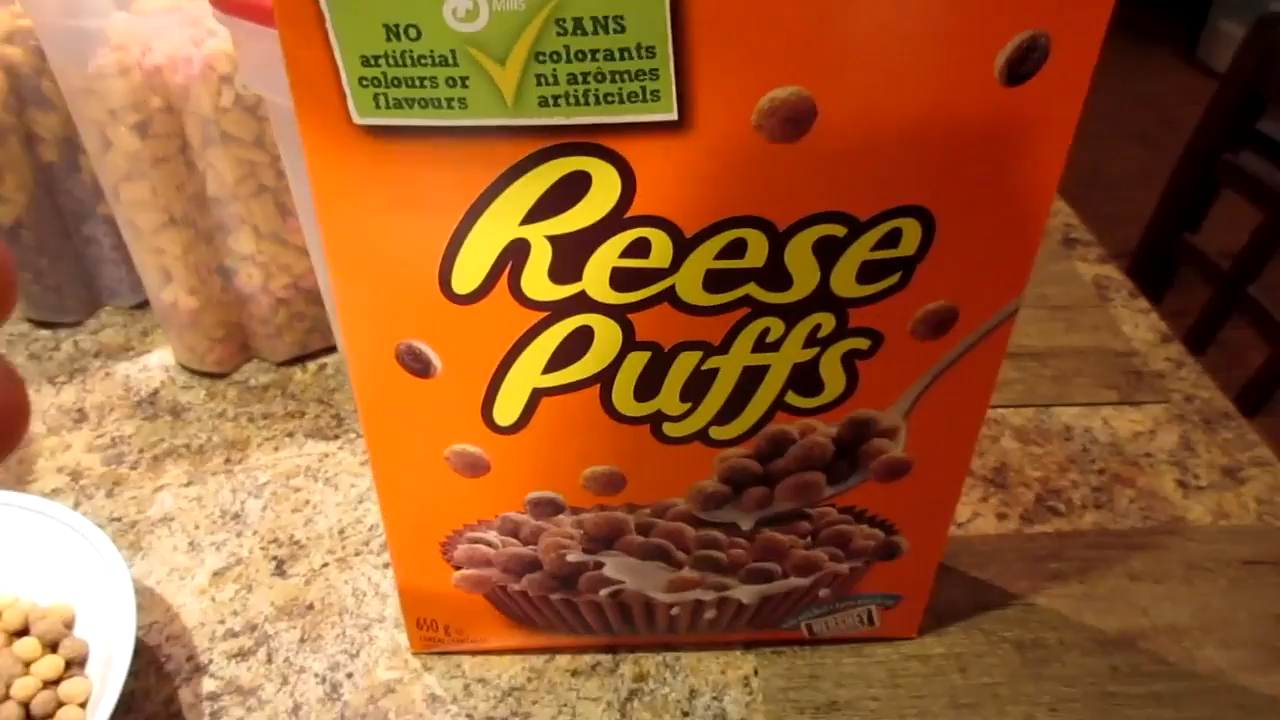 Mills
NO
artificial
colours or
flavours
SANS
colorants
ni arômes
artificiels
Reese
Puffs
650 g
HERSHEY